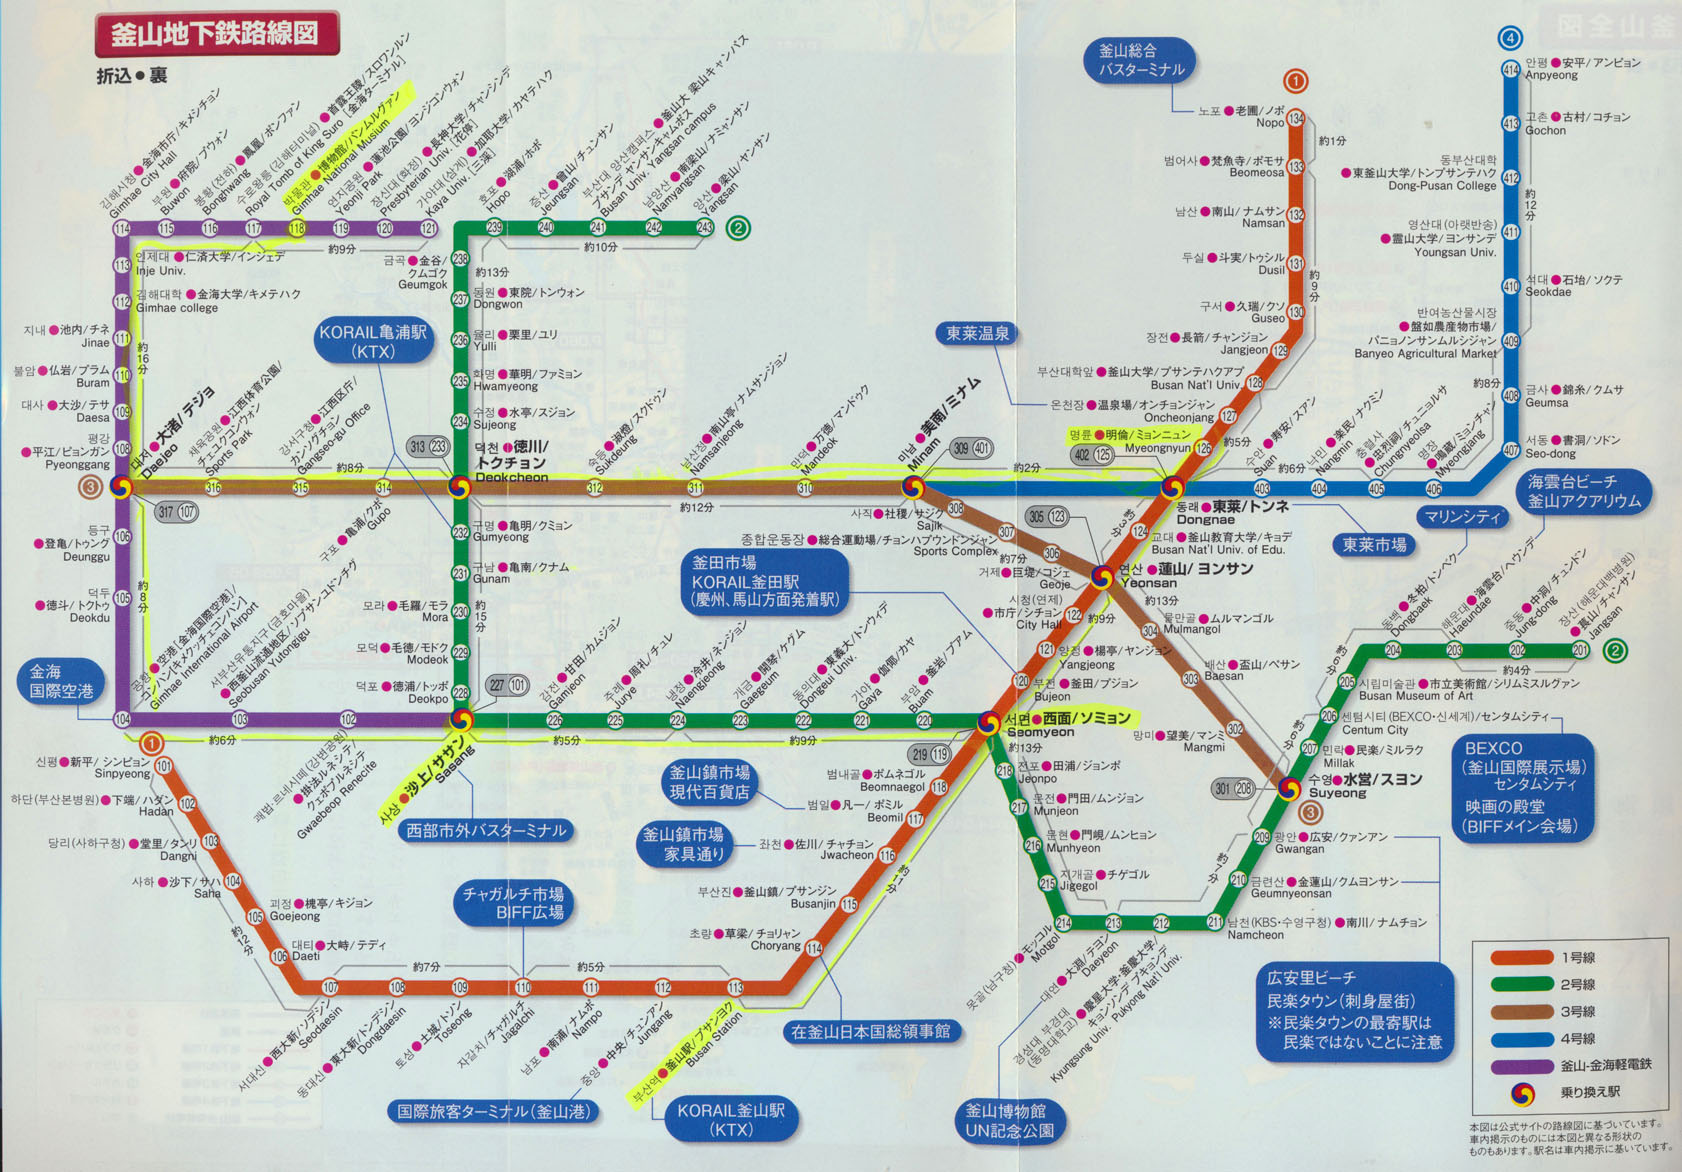 釜山地下鉄路線図
折込●裏
김해시청 ●金海市庁/キメシチョン
Gimhae City Hall
부원 ●府院/プウォン
Buwon
봉황(전하) ●鳳凰/ポンファン
Bonghwang
수로왕릉(김해터미널) ●首露王陵/スロワンルン
[金海ターミナル]
Royal Tomb of King Suro
박물관 ●博物館/パンムルグァン
Gimhae National Musium
연지공원 ●蓮池公園/ヨンジコンウォン
Yeonji Park
장신대(화정) ●長神大学/チャンシンデ
Presbyterian Univ. [花停]
가야대(삼계) ●加耶大学/カヤテハク
Kaya Univ. [三渓]
114 115 116 117 118 119 120 121
約9分
113
인제대 ●仁済大学/インジェデ
Inje Univ.
112
김해대학 ●金海大学/キメテハク
Gimhae college
지내 ●池内/チネ
Jinae
111
불암 ●仏岩/プラム
Buram
110
대사 ●大沙/テサ
Daesa
109
평강
●平江/ピョンガン
Pyeonggang
108
約16分
대저 ●大渚/テジョ
Daejeo
317 107
등구
●登亀/トゥング
Deunggu
106
덕두
●德斗/トクトゥ
Deokdu
105
約8分
金海
国際空港
104
공항 ●空港[金海国際空港]/
コンハン[キメクッチェコンハン]
Gimhae International Airport
103
서부산유통지구(금호마을)
●西釜山流通地区/ソブサンユトンチグ
Seobusan Yutongigu
102
괘법·르네시떼(강변공원)
●掛法ルネシテ/
クェボブルネシテ
Gwaebeop Renecite
約6分
호포 ●湖浦/ホポ
Hopo
증산 ●曾山/チュンサン
Jeungsan
부산대 양산캠퍼스 ●釜山大 梁山キャンパス
プサンデ・ヤンサンキャムポス
Busan Univ. Yangsan campus
남양산 ●南梁山/ナミャンサン
Namyangsan
양산 ●梁山/ヤンサン
Yangsan
239 240 241 242 243 2
約10分
238
금곡 ●金谷/
クムゴク
Geumgok
約13分
237
동원 ●東院/トンウォン
Dongwon
236
율리 ●栗里/ユリ
Yulli
235
화명 ●華明/ファミョン
Hwamyeong
234
수정 ●水亭/スジョン
Sujeong
KORAIL亀浦駅
(KTX)
313 233
덕천 ●徳川/
トクチョン
Deokcheon
3
316
체육공원 ●江西体育公園/
チェユクコンウォン
Sports Park
315
강서구청 ●江西区庁/
カンソグチョン
Gangseo-gu Office
314
구포 ●亀浦/クポ
Gupo
約8分
312
숙등 ●淑燈/スクトゥン
Sukdeung
311
남산정 ●南山亭/ナムサンジョン
Namsanjeong
310
만덕 ●万徳/マンドゥク
Mandeok
約12分
미남 ●美南/ミナム
Minam
309 401
約2分
232
구명 ●亀明/クミョン
Gumyeong
231
구남 ●亀南/クナム
Gunam
230
모라 ●毛羅/モラ
Mora
229
모덕 ●毛徳/モドク
Modeok
228
덕포 ●徳浦/トッポ
Deokpo
約15分
227 101
사상 ●沙上/ササン
Sasang
西部市外バスターミナル
226
감전 ●甘田/カムジョン
Gamjeon
225
주례 ●周礼/チュレ
Jurye
224
냉정 ●冷井/ネンジョン
Naengjeong
223
개금 ●開琴/ケグム
Gaegeum
222
동의대 ●東義大/トンウィデ
Dongeui Univ.
221
가야 ●伽倻/カヤ
Gaya
220
부암 ●釜岩/プアム
Buam
約5分
約9分
219 119
서면 ●西面/ソミョン
Seomyeon
釜山総合
バスターミナル
1
노포 ●老圃/ノポ
Nopo
134
約1分
범어사 ●梵魚寺/ポモサ
Beomeosa
133
남산 ●南山/ナムサン
Namsan
132
두실 ●斗実/トゥシル
Dusil
131
구서 ●久瑞/クソ
Guseo
130
約9分
장전 ●長箭/チャンジョン
Jangjeon
129
부산대학앞 ●釜山大学/プサンテハクアプ
Busan Nat'l Univ.
128
東莱温泉
온천장 ●温泉場/オンチョンジャン
Oncheonjang
127
명륜 ●明倫/ミョンニュン
Myeongnyun
126
約5分
402 125
동래 ●東莱/トンネ
Dongnae
東莱市場
4
414
안평 ●安平/アンピョン
Anpyeong
413
고촌 ●古村/コチョン
Gochon
동부산대학
●東釜山大学/トンプサンテハク
Dong-Pusan College
412
約12分
영산대(아랫반송)
●霊山大学/ヨンサンデ
Youngsan Univ.
411
410
석대 ●石坮/ソクテ
Seokdae
반여농산물시장
●盤如農産物市場/
パニョノンサンムルシジャン
Banyeo Agricultural Market
409
約8分
408
금사 ●錦糸/クムサ
Geumsa
407
서동 ●書洞/ソドン
Seo-dong
403
수안 ●寿安/スアン
Suan
404
낙민 ●楽民/ナクミン
Nangmin
405
충렬사
●忠烈祠/チュニョルサ
Chungnyeolsa
406
명장
●鳴蔵/ミョンチャン
Myeongjang
約6分
308
사직 ●社稷/サジク
Sajik
307
종합운동장 ●総合運動場/チョンハプウンドンジャン
Sports Complex
約7分
306
거제 ●巨堤/コジェ
Geoje
305 123
연산 ●蓮山/ヨンサン
Yeonsan
約3分
124
교대 ●釜山教育大学/キョデ
Busan Nat'l Univ. of Edu.
釜田市場
KORAIL釜田駅
(慶州、馬山方面発着駅)
시청(연제)
●市庁/シチョン
City Hall
122
約9分
121
양정 ●楊亭/ヤンジョン
Yangjeong
120
부전 ●釜田/プジョン
Bujeon
約13分
304
물만골 ●ムルマンゴル
Mulmangol
303
배산 ●盃山/ペサン
Baesan
302
망미 ●望美/マンミ
Mangmi
301 208
수영 ●水営/スヨン
Suyeong
3
マリンシティ
海雲台ビーチ
釜山アクアリウム
204
동백 ●冬柏/トンベク
Dongbaek
203
해운대 ●海雲台/ヘウンデ
Haeundae
202
중동 ●中洞/チュンドン
Jung-dong
201
장산(해운대백병원)
●萇山/チャンサン
Jangsan
2
約4分
約6分
205
시립미술관 ●市立美術館/シリムミスルグァン
Busan Museum of Art
206
센텀시티(BEXCO·신세계)/センタムシティ
Centum City
約6分
207
민락 ●民楽/ミルラク
Millak
BEXCO
(釜山国際展示場)
センタムシティ
映画の殿堂
(BIFFメイン会場)
209
광안 ●広安/クァンアン
Gwangan
210
금련산 ●金蓮山/クムヨンサン
Geumnyeonsan
約7分
211
남천(KBS·수영구청) ●南川/ナムチョン
Namcheon
広安里ビーチ
民楽タウン(刺身屋街)
※民楽タウンの最寄駅は
民楽ではないことに注意
218
전포 ●田浦/ジョンポ
Jeonpo
217
문전 ●門田/ムンジョン
Munjeon
216
문현 ●門峴/ムンヒョン
Munhyeon
215
지게골 ●チゲゴル
Jigegol
214
못골(남구청) ●モッコル
Motgol
213
대연 ●大淵/テヨン
Daeyeon
212
경성대 부경대
(동명대학교) ●慶星大学·釜慶大/
キョンソンデ プキョンデ
Kyungsung Univ. Pukyong Nat'l Univ.
釜山博物館
UN記念公園
1
101
신평 ●新平/シンピョン
Sinpyeong
102
하단(부산본병원) ●下端/ハダン
Hadan
103
당리(사하구청) ●堂里/タンリ
Dangni
104
사하 ●沙下/サハ
Saha
105
괴정 ●槐亭/キジョン
Goejeong
106
대티 ●大峙/テディ
Daeti
約12分
107
서대신 ●西大新/ソデシン
Seodaesin
108
동대신 ●東大新/トンデシン
Dongdaesin
109
토성 ●土城/トソン
Toseong
110
자갈치/チャガルチ
Jagalchi
111
남포 ●南浦/ナムポ
Nampo
112
중앙 ●中央/チュンアン
Jungang
113
부산역 ●釜山駅/プサンヨク
Busan Station
約7分
約5分
チャガルチ市場
BIFF広場
国際旅客ターミナル(釜山港)
KORAIL釜山駅
(KTX)
在釜山日本国総領事館
114
초량 ●草梁/チョリャン
Choryang
115
부산진 ●釜山鎮/プサンジン
Busanjin
116
좌천 ●佐川/チャチョン
Jwacheon
117
범일 ●凡一/ポミル
Beomil
118
범내골 ●ボムネゴル
Beomnaegol
約11分
釜山鎮市場
現代百貨店
釜山鎮市場
家具通り
1号線
2号線
3号線
4号線
釜山-金海軽電鉄
乗り換え駅
本図は公式サイトの路線図に基づいています。
車内掲示のものには本図と異なる形状の
ものもあります。駅名は車内掲示に基いています。